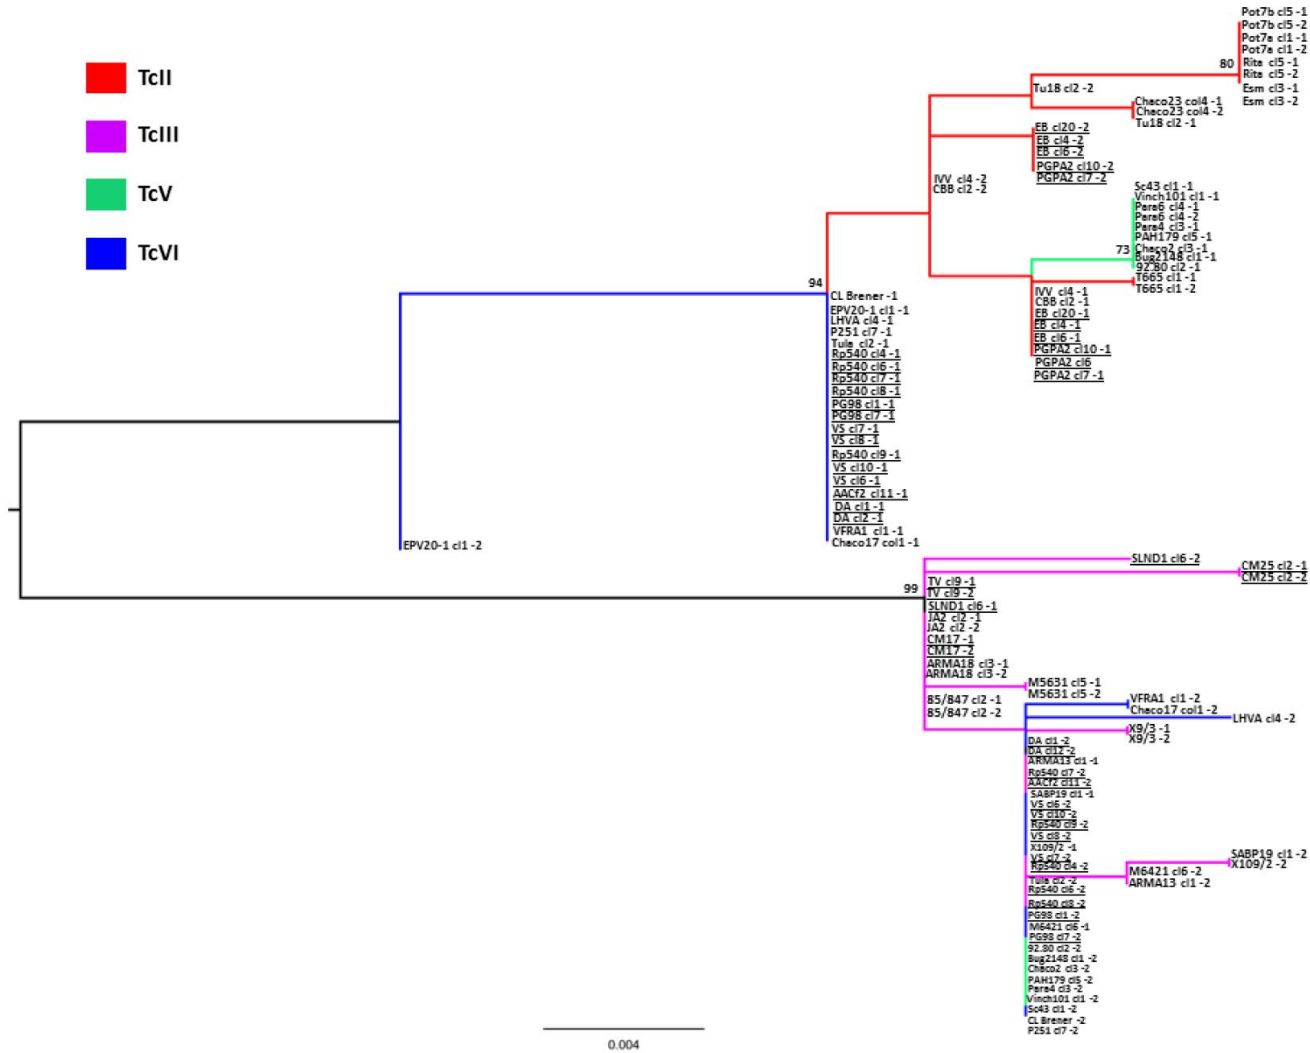 TcII
TcIII
TcV
TcVI
Pot7b cl5 -1
Pot7b cl5 -2
Pot7a cl1 -1
Pot7a cl1 -2
80
Rita cl5 -1
Rita cl5 -2
Esm cl3 -1
Esm cl3 -2
Tu18 cl2 -2
Chaco23 col4 -1
Chaco23 col4 -2
Tu18 cl2 -1
EB cl20 -2
EB cl4 -2
EB cl6 -2
PGPA2 cl10 -2
PGPA2 cl7 -2
IVV cl4 -2
CBB cl2 -2
Sc43 cl1 -1
Vinch101 cl1 -1
Para6 cl4 -1
Para6 cl4 -2
Para4 cl3 -1
PAH179 cl5 -1
73
Chaco2 cl3 -1
Bug2148 cl1 -1
92.80 cl2 -1
T665 cl1 -1
T665 cl1 -2
IVV cl4 -1
CBB cl2 -1
EB cl20 -1
EB cl4 -1
EB cl6 -1
PGPA2 cl10 -1
PGPA2 cl6
PGPA2 cl7 -1
94
CL Brener -1
EPV20-1 cl1 -1
LHVA cl4 -1
P251 cl7 -1
Tula cl2 -1
Rp540 cl4 -1
Rp540 cl6 -1
Rp540 cl7 -1
Rp540 cl8 -1
PG98 cl1 -1
PG98 cl7 -1
VS cl7 -1
VS cl8 -1
Rp540 cl9 -1
VS cl10 -1
VS cl6 -1
AACf2 cl11 -1
DA cl1 -1
DA cl2 -1
VFRA1 cl1 -1
Chaco17 col1 -1
EPV20-1 cl1 -2
SLND1 cl6 -2
CM25 cl2 -1
CM25 cl2 -2
99
TV cl9 -1
TV cl9 -2
SLND1 cl6 -1
JA2 cl2 -1
JA2 cl2 -2
CM17 -1
CM17 -2
ARMA18 cl3 -1
ARMA18 cl3 -2
M5631 cl5 -1
M5631 cl5 -2
85/847 cl2 -1
85/847 cl2 -2
VFRA1 cl1 -2
Chaco17 col1 -2
LHVA cl4 -2
X9/3 -1
X9/3 -2
DA cl1 -2
DA cl12 -2
ARMA13 cl1 -1
Rp540 cl7 -2
AACf2 cl11 -2
SABP19 cl1 -1
VS cl6 -2
VS cl10 -2
Rp540 cl9 -2
VS cl8 -2
X109/2 -1
VS cl7 -2
Rp540 cl4 -2
Tula cl2 -2
Rp540 cl6 -2
Rp540 cl8 -2
PG98 cl1 -2
M6421 cl6 -1
PG98 cl7 -2
92.80 cl2 -2
Bug2148 cl1 -2
Chaco2 cl3 -2
PAH179 cl5 -2
Para4 cl3 -2
Vinch101 cl1 -2
Sc43 cl1 -2
CL Brener -2
P251 cl7 -2
SABP19 cl1 -2
X109/2 -2
M6421 cl6 -2
ARMA13 cl1 -2
0.004